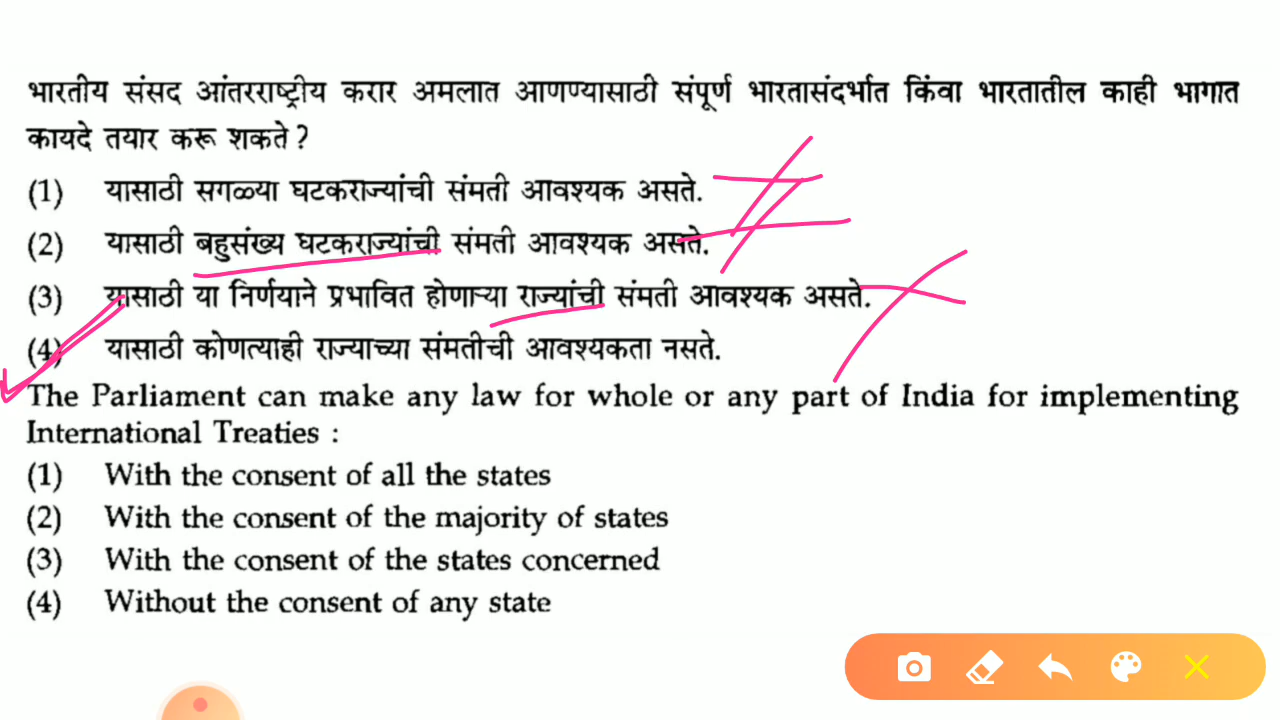 भारतीय संसद आंतरराष्ट्रीय करार अमलात आणण्यासाठी संपूर्ण भारतासंदर्भात किंवा भारतातील काही भागात
कायदे तयार करू शकते ?
(1) यासाठी सगळ्या घटकराज्यांची संमती आवश्यक असते.
(2) यासाठी बहुसंख्य घटकराज्यांची संमती आवश्यक असते.
(3) यासाठी या निर्णयाने प्रभावित होणाऱ्या राज्यांची संमती आवश्यक असते.
(4) यासाठी कोणत्याही राज्याच्या संमतीची आवश्यकता नसते.
The Parliament can make any law for whole or any part of India for implementing
International Treaties :
(1) With the consent of all the states
(2) With the consent of the majority of states
(3) With the consent of the states concerned
(4) Without the consent of any state